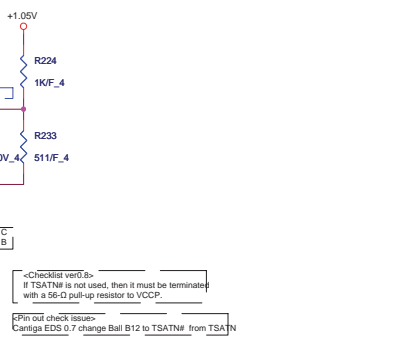 +1.05V
R224
1K/F_4
R233
0V_4 511/F_4
C
B
<Checklist ver0.8>
If TSATN# is not used, then it must be terminated
with a 56-Ω pull-up resistor to VCCP.
<Pin out check issue>
Cantiga EDS 0.7 change Ball B12 to TSATN# from TSATN